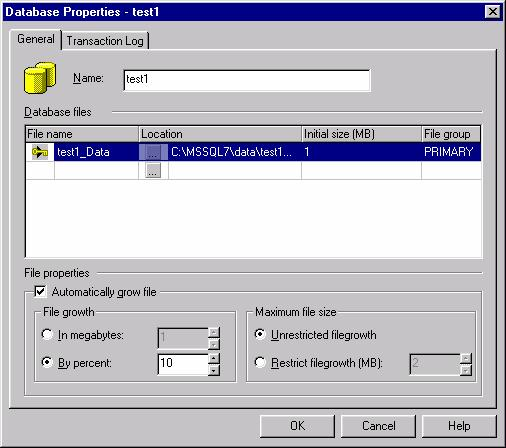 Database Properties - test1
General Transaction Log
Name: test1
Database files
File name Location Initial size (MB) File group
test1_Data ... C:\MSSQL7\data\test1... 1 PRIMARY
...
File properties
Automatically grow file
File growth Maximum file size
In megabytes: 1 Unrestricted filegrowth
By percent: 10 Restrict filegrowth (MB): 2
OK Cancel Help